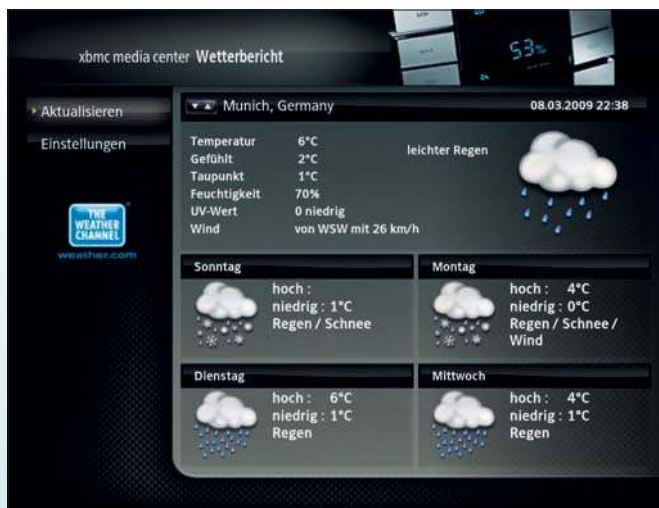 xbmc media center Wetterbericht
53%
Aktualisieren
Einstellungen
THE
WEATHER
CHANNEL
weather.com
Munich, Germany 08.03.2009 22:38
Temperatur 6°C
Gefühlt 2°C
Taupunkt 1°C
Feuchtigkeit 70%
UV-Wert 0 niedrig
Wind von WSW mit 26 km/h
leichter Regen
Sonntag
hoch :
niedrig : 1°C
Regen / Schnee
Montag
hoch : 4°C
niedrig : 0°C
Regen / Schnee /
Wind
Dienstag
hoch : 6°C
niedrig : 1°C
Regen
Mittwoch
hoch : 4°C
niedrig : 1°C
Regen